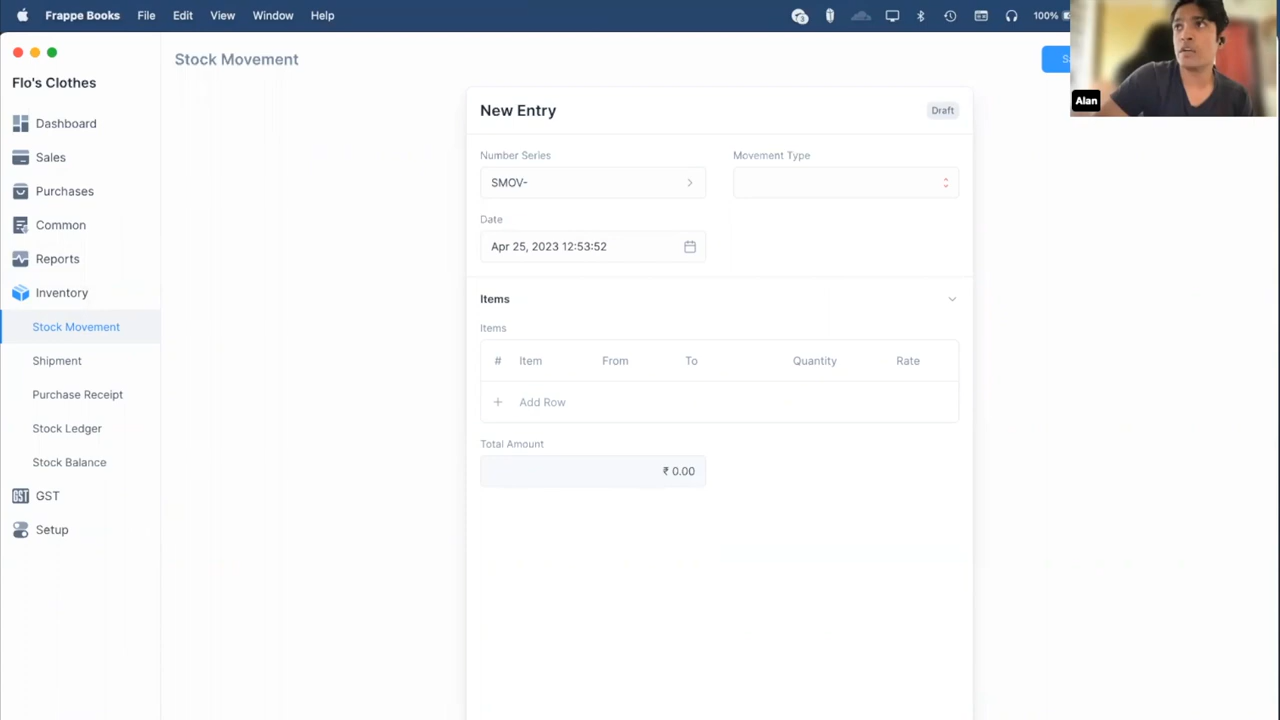 Frappe Books File Edit View Window Help 3 100%
Flo's Clothes
Dashboard
Sales
Purchases
Common
Reports
Inventory
Stock Movement
Shipment
Purchase Receipt
Stock Ledger
Stock Balance
GST GST
Setup
Stock Movement
New Entry Draft
Number Series Movement Type
SMOV-
Date
Apr 25, 2023 12:53:52
Items
Items
# Item From To Quantity Rate
+ Add Row
Total Amount
₹ 0.00
Alan